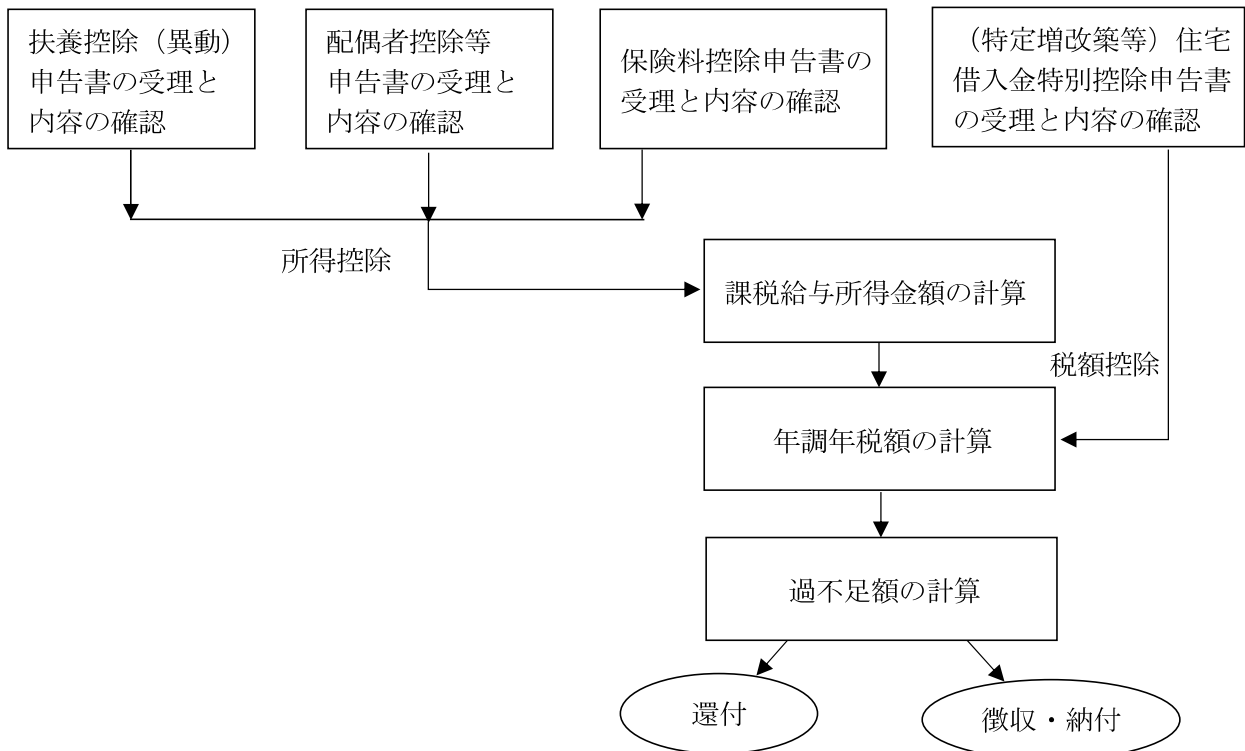 扶養控除（異動）
申告書の受理と
内容の確認
配偶者控除等
申告書の受理と
内容の確認
保険料控除申告書の
受理と内容の確認
（特定増改築等）住宅
借入金特別控除申告書
の受理と内容の確認
所得控除
課税給与所得金額の計算
税額控除
年調年税額の計算
過不足額の計算
還付
徴収・納付